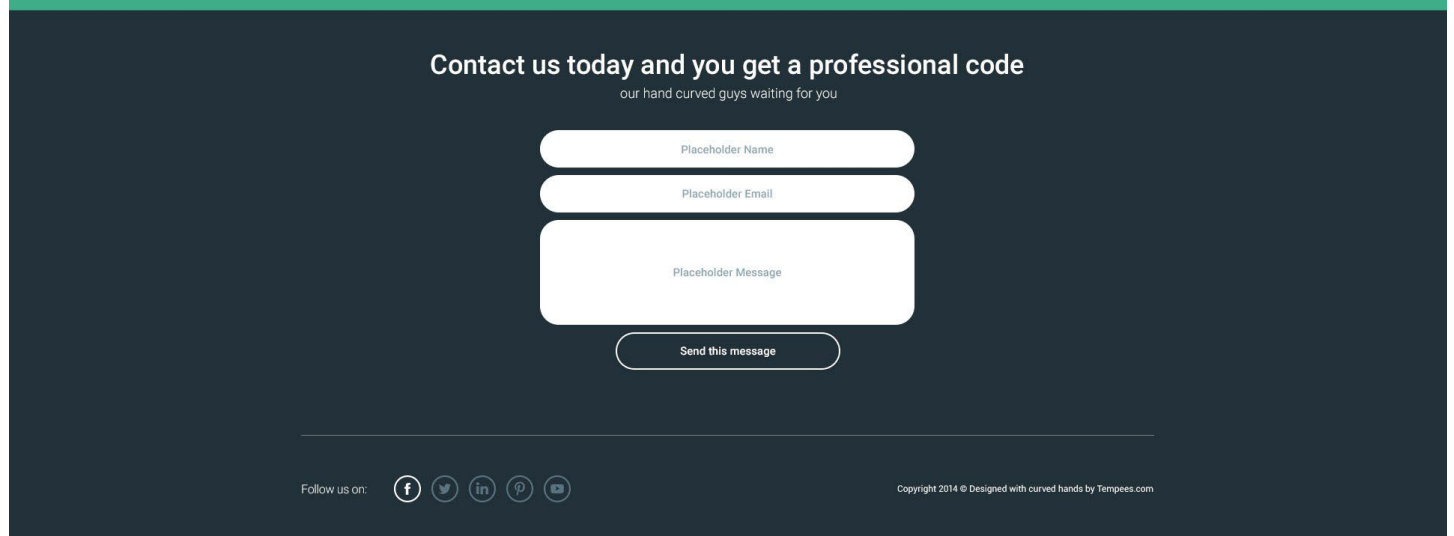 Contact us today and you get a professional code
our hand curved guys waiting for you
Placeholder Name
Placeholder Email
Placeholder Message
Send this message
Follow us on:
Copyright 2014 © Designed with curved hands by Tempees.com